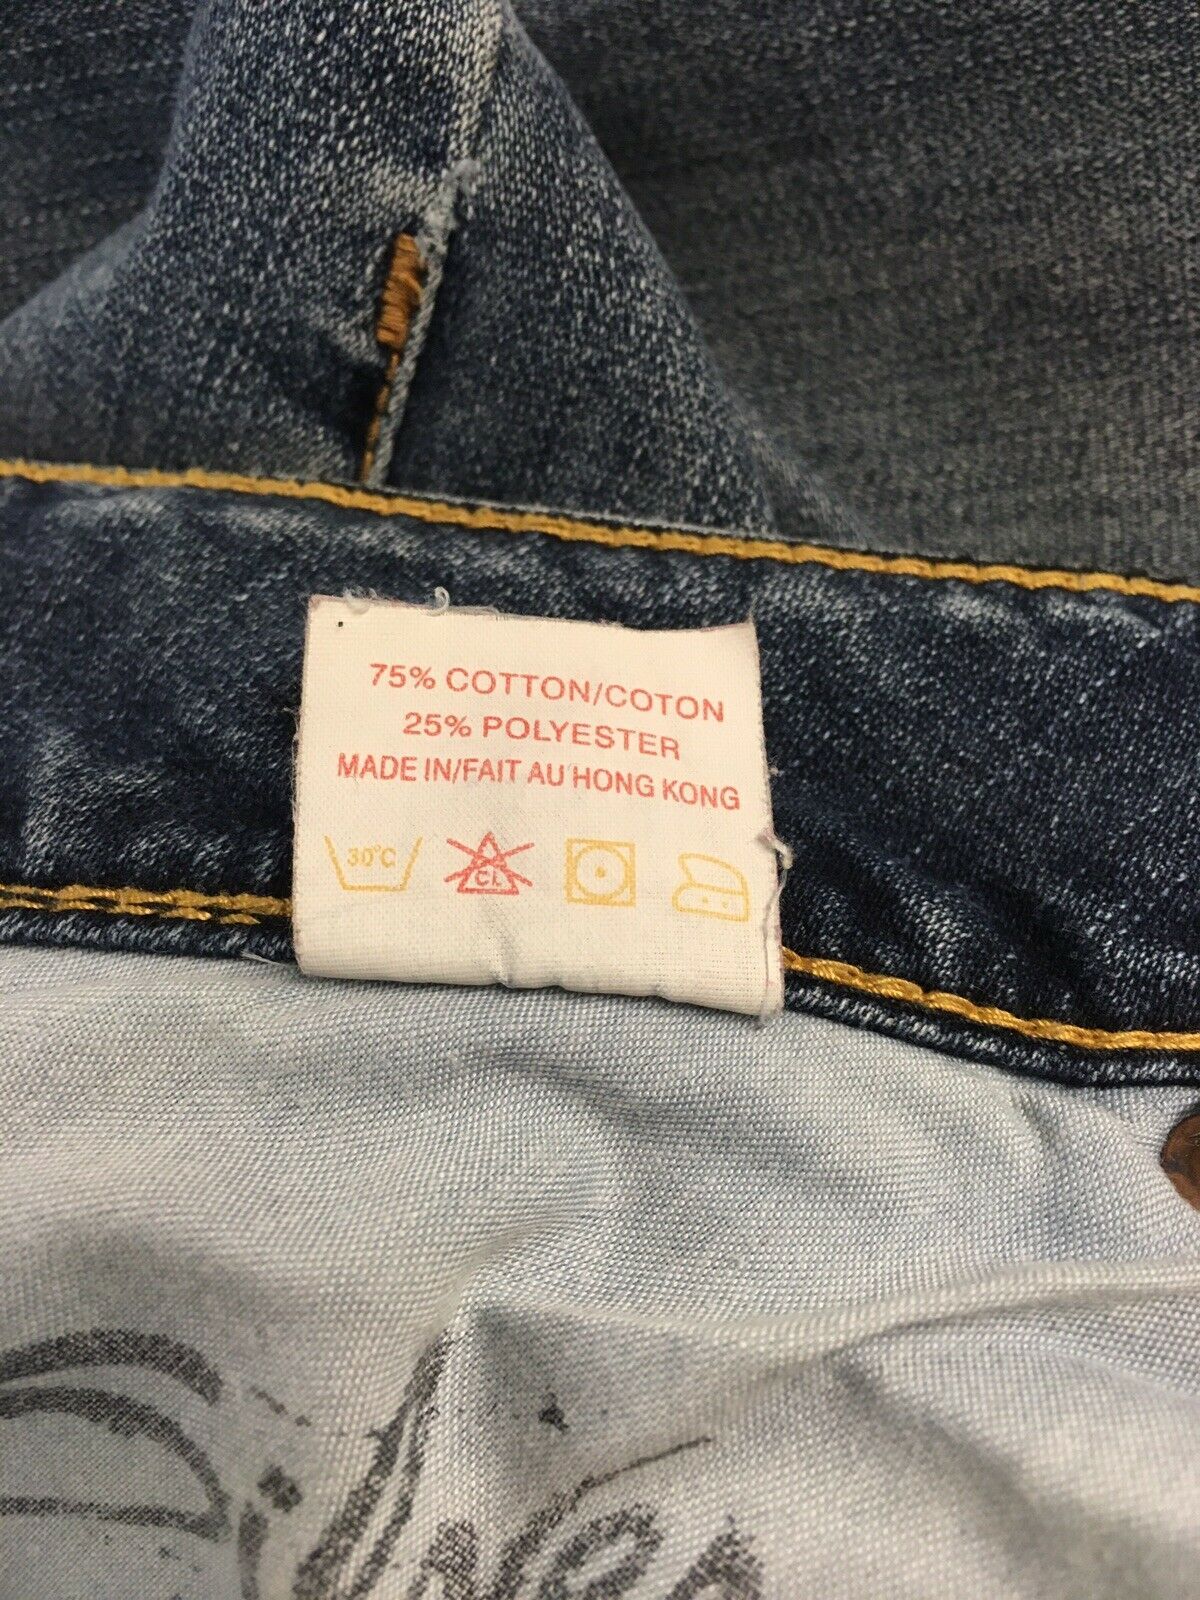 75% COTTON/COTON
25% POLYESTER
MADE IN/FAIT AU HONG KONG
30°C
CL